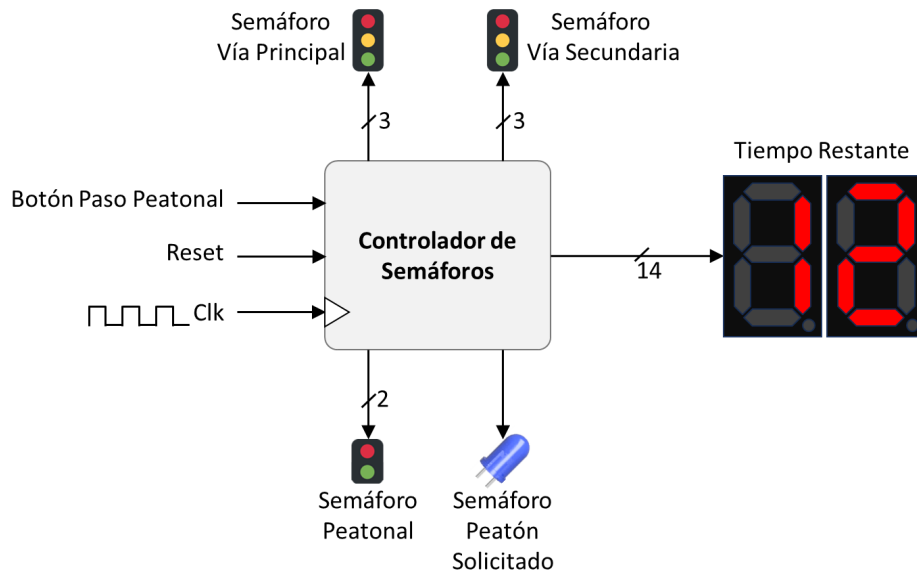 Semáforo
Vía Principal
Semáforo
Vía Secundaria
3
3
Tiempo Restante
Botón Paso Peatonal
Reset
Clk
Controlador de
Semáforos
14
12
2
Semáforo
Peatonal
Semáforo
Peatón
Solicitado